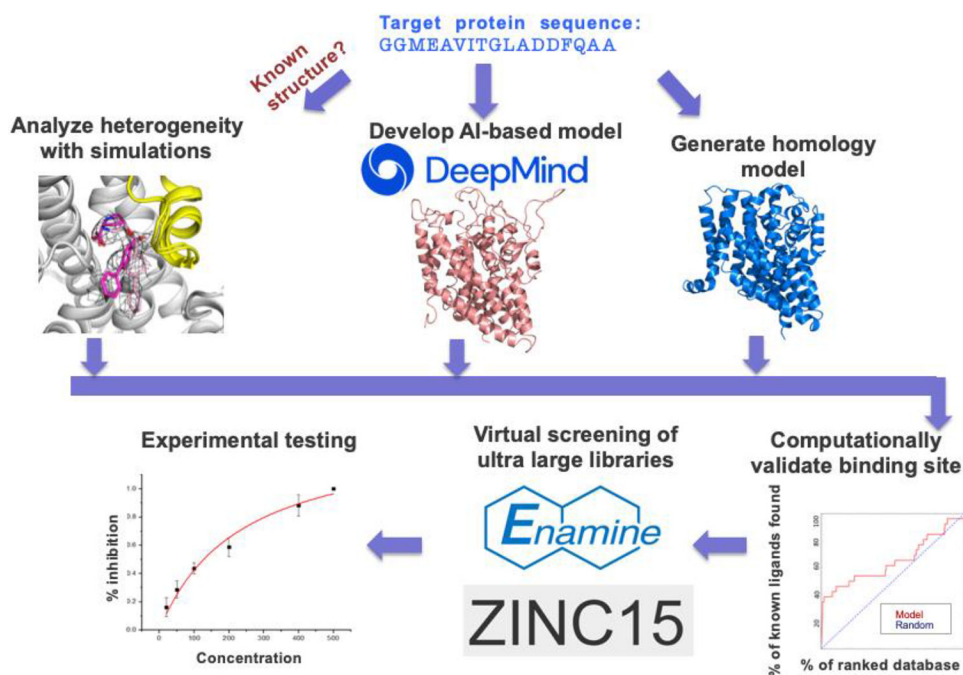 Target protein sequence:
GGMEAVITGLADDFQAA
Known
structure?
Analyze heterogeneity
with simulations
Develop AI-based model
DeepMind
Generate homology
model
Experimental testing
% inhibition
1.0
0.8
0.6
0.4
0.2
0.0
0
100
200
300
400
500
Concentration
Virtual screening of
ultra large libraries
Enamine
ZINC15
Computationally
validate binding site
% of known ligands found
100
80
60
40
20
Model
Random
% of ranked database